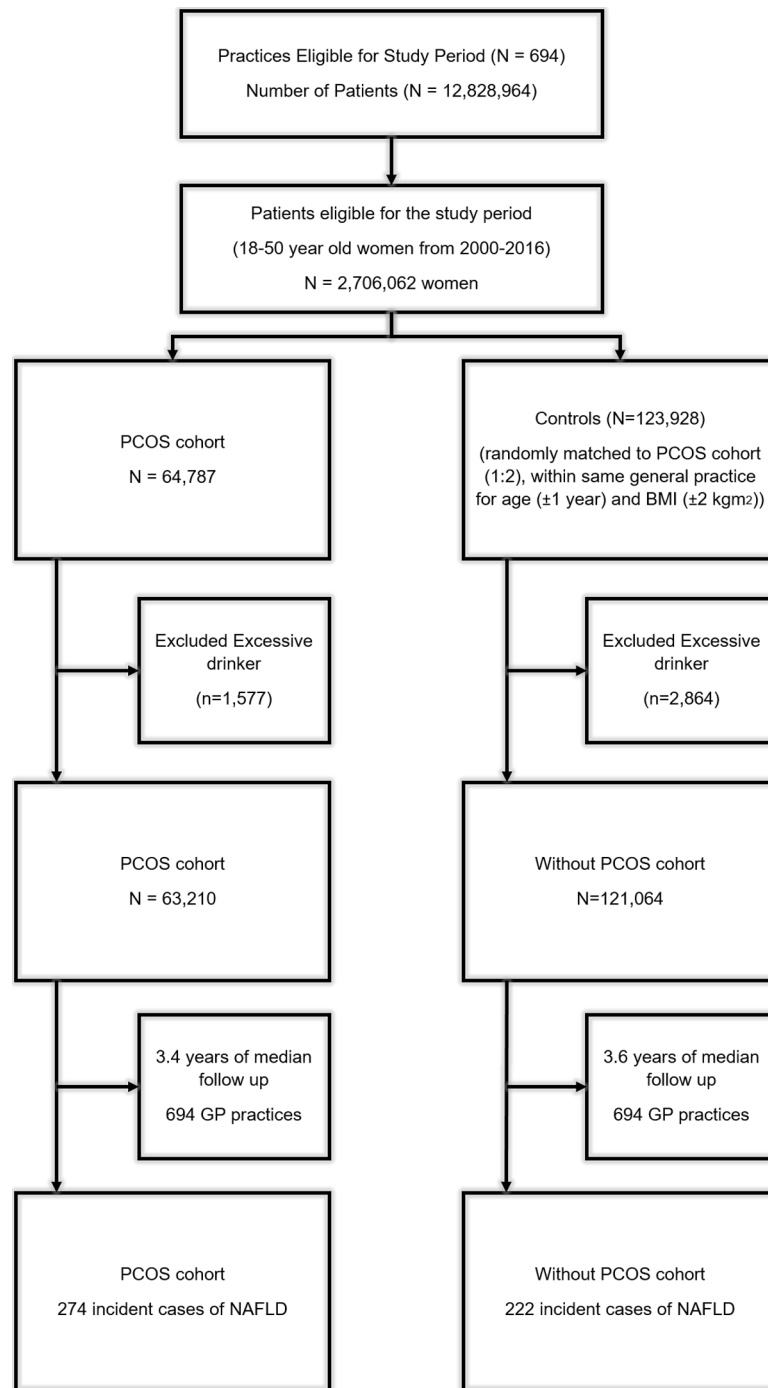 Practices Eligible for Study Period (N = 694)
Number of Patients (N = 12,828,964)
Patients eligible for the study period
(18-50 year old women from 2000-2016)
N = 2,706,062 women
PCOS cohort
N = 64,787
Controls (N=123,928)
(randomly matched to PCOS cohort
(1:2), within same general practice
for age (±1 year) and BMI (±2 kgm2))
Excluded Excessive
drinker
(n=1,577)
Excluded Excessive
drinker
(n=2,864)
PCOS cohort
N = 63,210
Without PCOS cohort
N=121,064
3.4 years of median
follow up
694 GP practices
3.6 years of median
follow up
694 GP practices
PCOS cohort
274 incident cases of NAFLD
Without PCOS cohort
222 incident cases of NAFLD